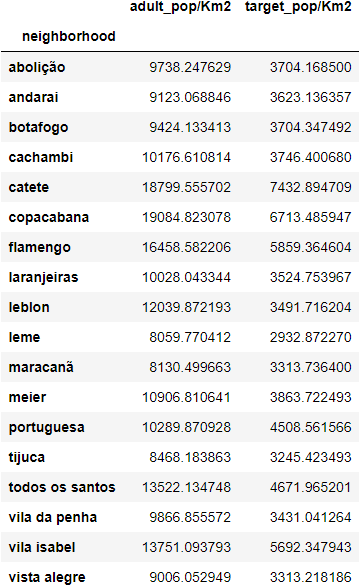 adult_pop/Km2 target_pop/Km2
neighborhood
abolição 9738.247629 3704.168500
andarai 9123.068846 3623.136357
botafogo 9424.133413 3704.347492
cachambi 10176.610814 3746.400680
catete 18799.555702 7432.894709
copacabana 19084.823078 6713.485947
flamengo 16458.582206 5859.364604
laranjeiras 10028.043344 3524.753967
leblon 12039.872193 3491.716204
leme 8059.770412 2932.872270
maracanã 8130.499663 3313.736400
meier 10906.810641 3863.722493
portuguesa 10289.870928 4508.561566
tijuca 8468.183863 3245.423493
todos os santos 13522.134748 4671.965201
vila da penha 9866.855572 3431.041264
vila isabel 13751.093793 5692.347943
vista alegre 9006.052949 3313.218186